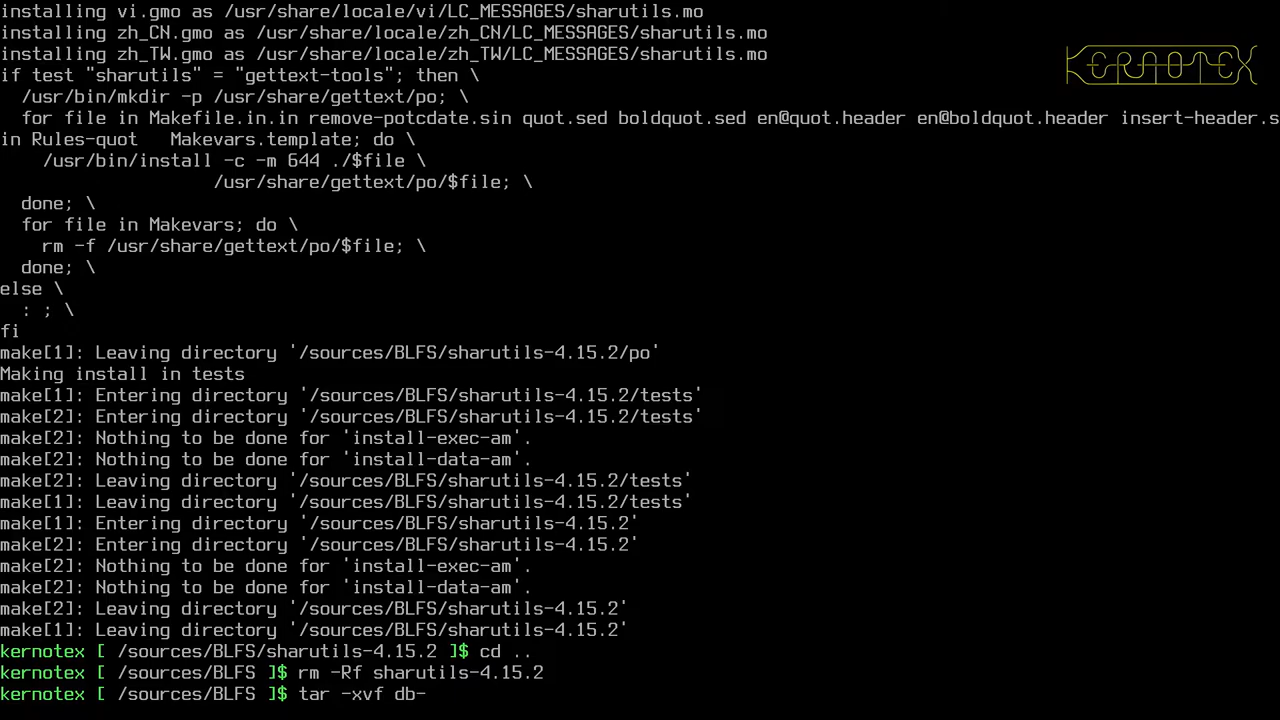 installing vi.gmo as /usr/share/locale/vi/LC_MESSAGES/sharutils.mo
installing zh_CN.gmo as /usr/share/locale/zh_CN/LC_MESSAGES/sharutils.mo
installing zh_TW.gmo as /usr/share/locale/zh_TW/LC_MESSAGES/sharutils.mo
KERNOTEX
if test "sharutils" = "gettext-tools"; then \
  /usr/bin/mkdir -p /usr/share/gettext/po; \
  for file in Makefile.in.in remove-potcdate.sin quot.sed boldquot.sed en@quot.header en@boldquot.header insert-header.s
in Rules-quot   Makevars.template; do \
    /usr/bin/install -c -m 644 ./$file \
                    /usr/share/gettext/po/$file; \
  done; \
  for file in Makevars; do \
    rm -f /usr/share/gettext/po/$file; \
  done; \
else \
  : ; \
fi
make[1]: Leaving directory '/sources/BLFS/sharutils-4.15.2/po'
Making install in tests
make[1]: Entering directory '/sources/BLFS/sharutils-4.15.2/tests'
make[2]: Entering directory '/sources/BLFS/sharutils-4.15.2/tests'
make[2]: Nothing to be done for 'install-exec-am'.
make[2]: Nothing to be done for 'install-data-am'.
make[2]: Leaving directory '/sources/BLFS/sharutils-4.15.2/tests'
make[1]: Leaving directory '/sources/BLFS/sharutils-4.15.2/tests'
make[1]: Entering directory '/sources/BLFS/sharutils-4.15.2'
make[2]: Entering directory '/sources/BLFS/sharutils-4.15.2'
make[2]: Nothing to be done for 'install-exec-am'.
make[2]: Nothing to be done for 'install-data-am'.
make[2]: Leaving directory '/sources/BLFS/sharutils-4.15.2'
make[1]: Leaving directory '/sources/BLFS/sharutils-4.15.2'
kernotex [ /sources/BLFS/sharutils-4.15.2 ]$ cd ..
kernotex [ /sources/BLFS ]$ rm -Rf sharutils-4.15.2
kernotex [ /sources/BLFS ]$ tar -xvf db-